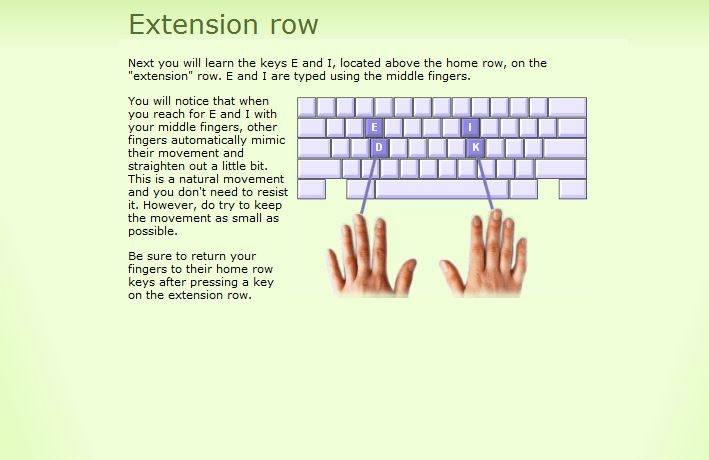 Extension row
Next you will learn the keys E and I, located above the home row, on the
"extension" row. E and I are typed using the middle fingers.
You will notice that when
you reach for E and I with
your middle fingers, other
fingers automatically mimic
their movement and
straighten out a little bit.
This is a natural movement
and you don't need to resist
it. However, do try to keep
the movement as small as
possible.
Be sure to return your
fingers to their home row
keys after pressing a key
on the extension row.
E I
D K